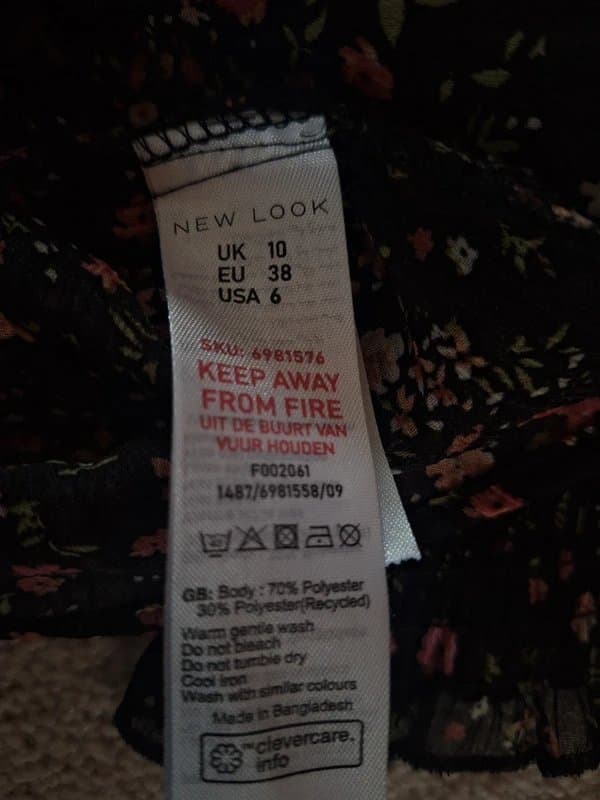 NEW LOOK
UK 10
EU 38
USA 6
SKU: 6981576
KEEP AWAY
FROM FIRE
UIT DE BUURT VAN
VUUR HOUDEN
F002061
1487/6981558/09
GB: Body : 70% Polyester
30% Polyester(Recycled)
Warm gentle wash
Do not bleach
Do not tumble dry
Cool iron
Wash with similar colours
Made in Bangladesh
™clevercare.
info